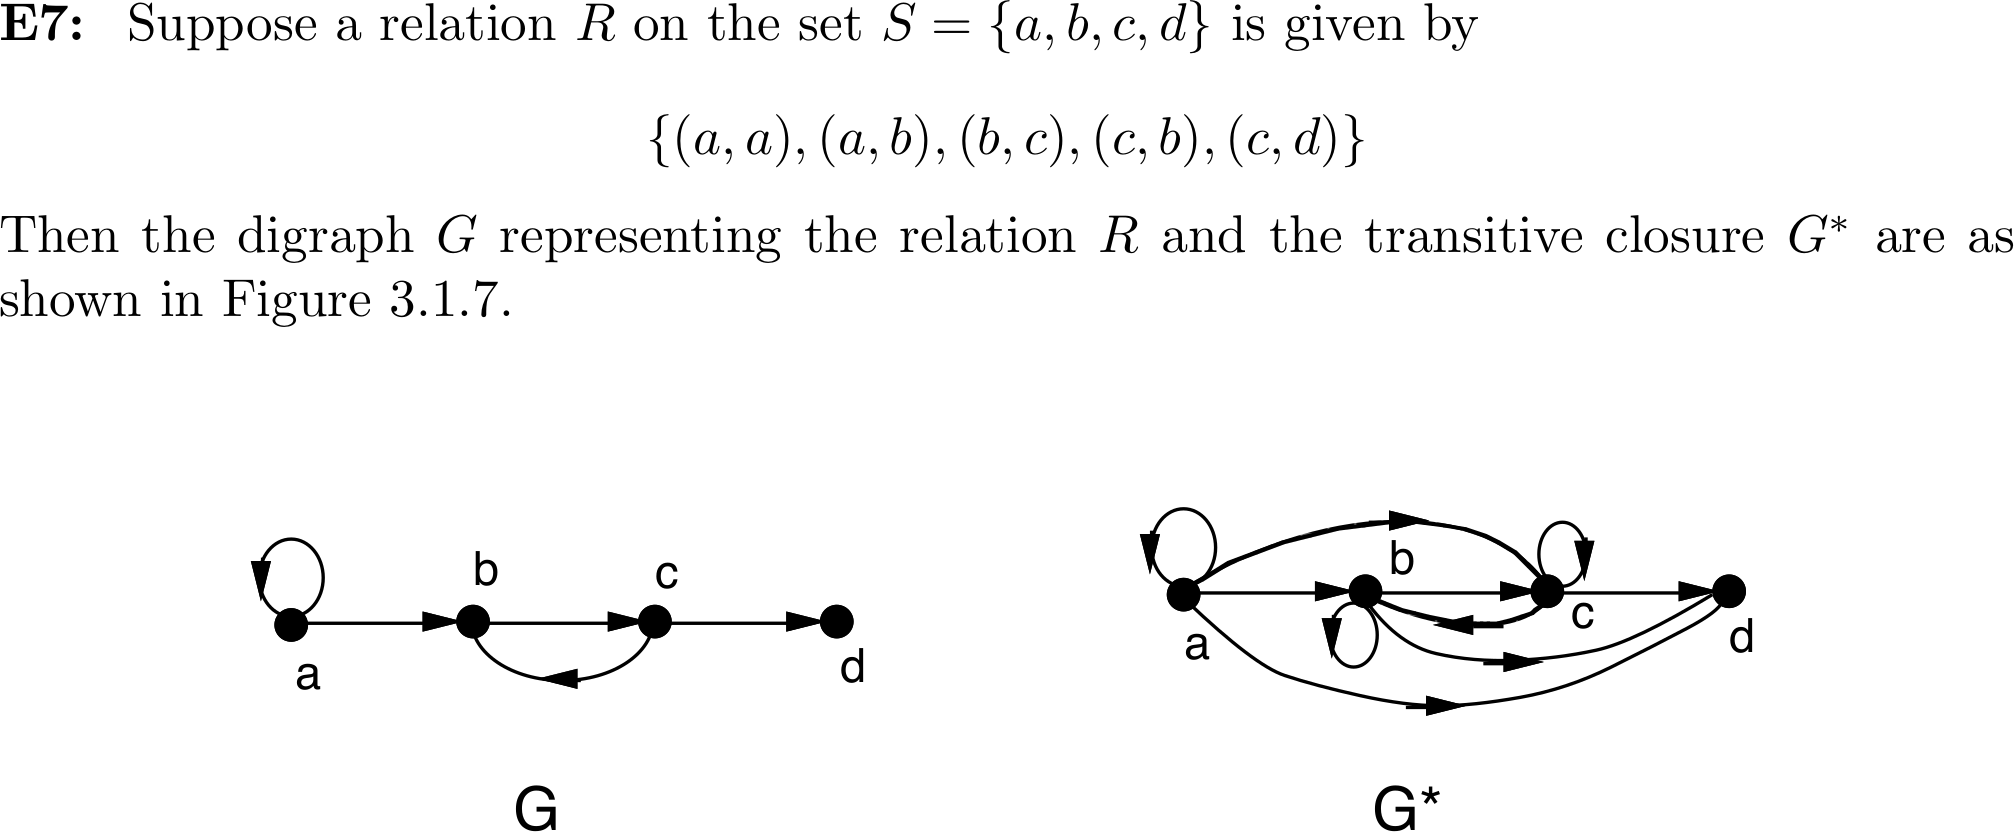 E7: Suppose a relation R on the set S = {a, b, c, d} is given by
{(a, a), (a, b), (b, c), (c, b), (c, d)}
Then the digraph G representing the relation R and the transitive closure G* are as
shown in Figure 3.1.7.
b c
a d
b
c
a d
G G*